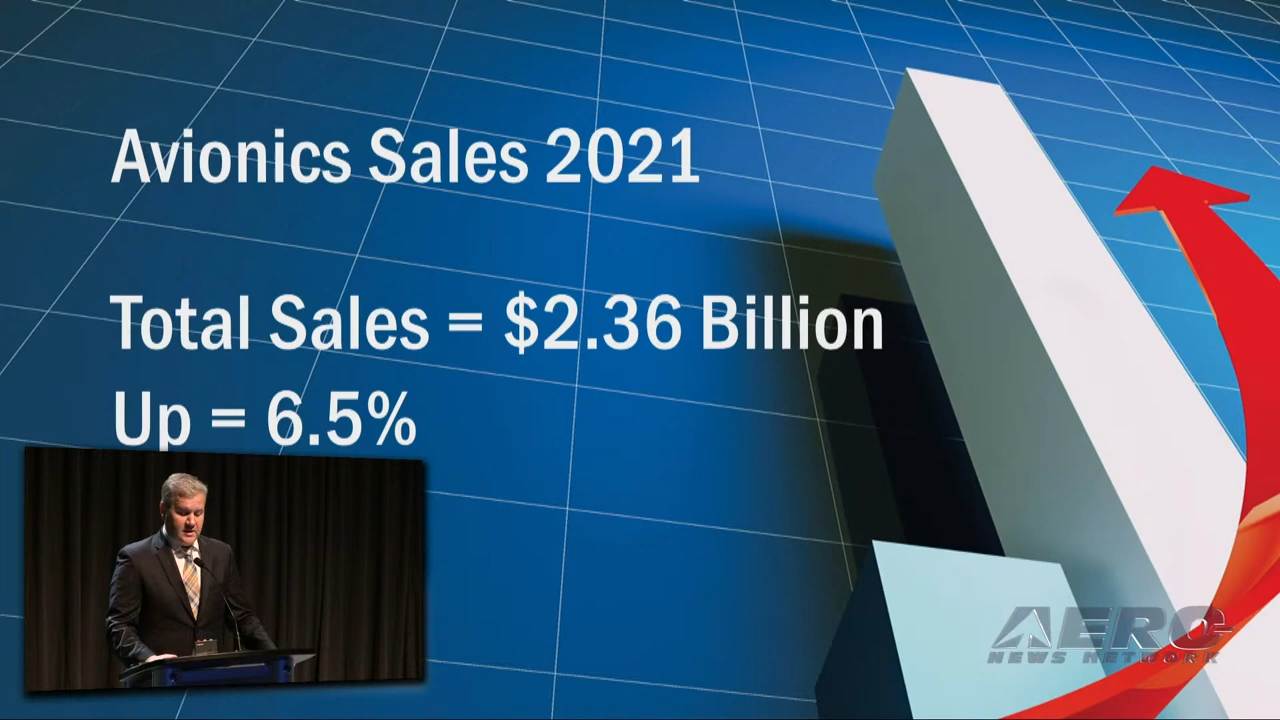 Avionics Sales 2021
Total Sales = $2.36 Billion
Up = 6.5%
AERO
NEWS NETWORK